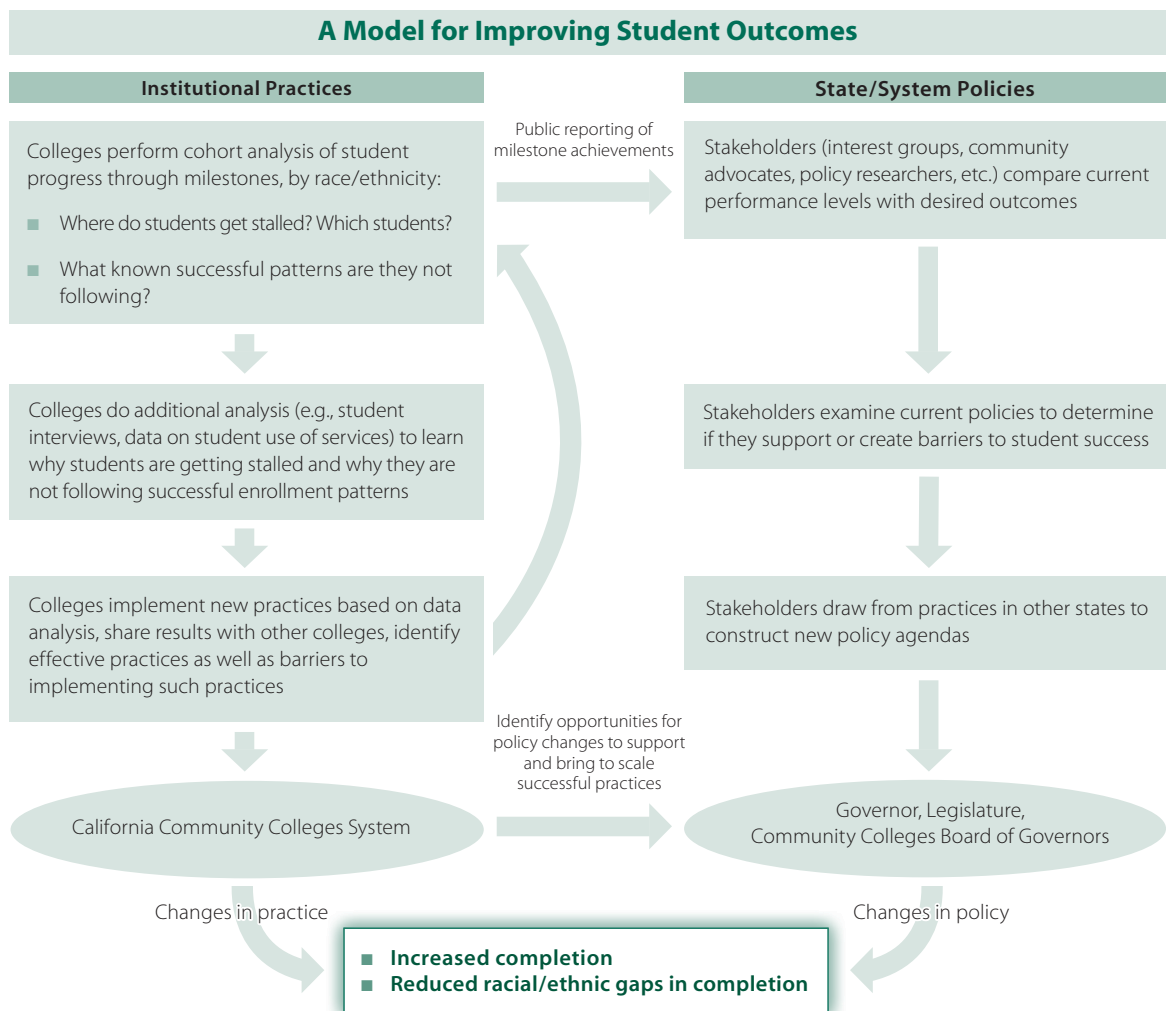 A Model for Improving Student Outcomes
Institutional Practices
Colleges perform cohort analysis of student
progress through milestones, by race/ethnicity:
■ Where do students get stalled? Which students?
■ What known successful patterns are they not
following?
Colleges do additional analysis (e.g., student
interviews, data on student use of services) to learn
why students are getting stalled and why they are
not following successful enrollment patterns
Colleges implement new practices based on data
analysis, share results with other colleges, identify
effective practices as well as barriers to
implementing such practices
California Community Colleges System
Changes in practice
Public reporting of
milestone achievements
Identify opportunities for
policy changes to support
and bring to scale
successful practices
State/System Policies
Stakeholders (interest groups, community
advocates, policy researchers, etc.) compare current
performance levels with desired outcomes
Stakeholders examine current policies to determine
if they support or create barriers to student success
Stakeholders draw from practices in other states to
construct new policy agendas
Governor, Legislature,
Community Colleges Board of Governors
Changes in policy
■ Increased completion
■ Reduced racial/ethnic gaps in completion